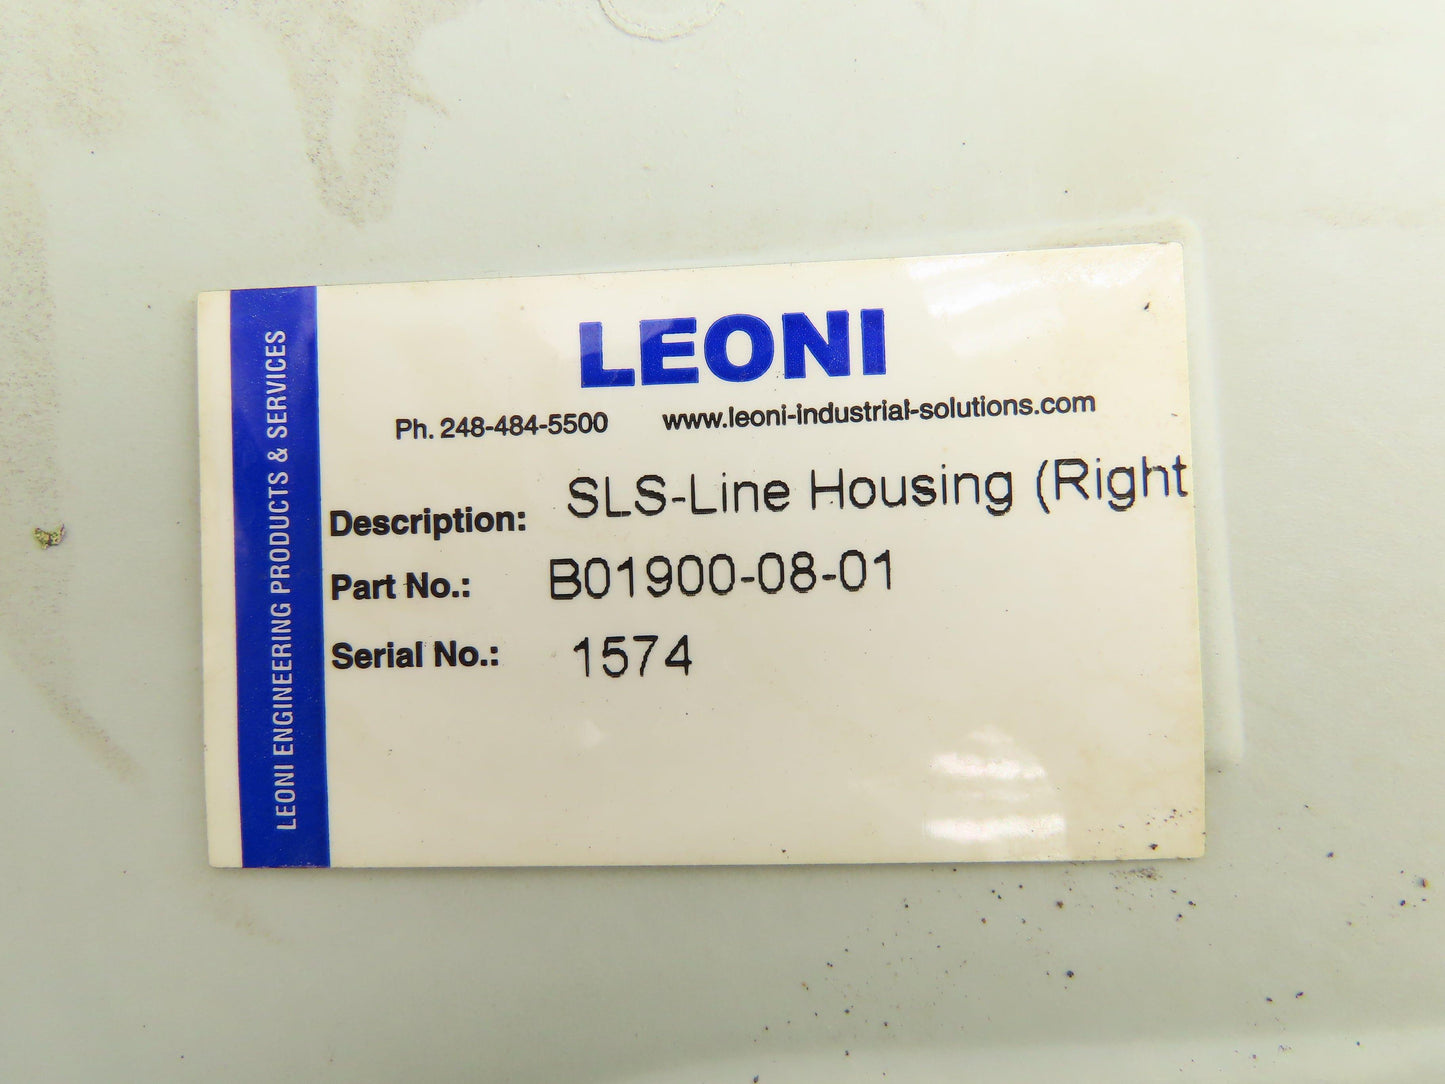 LEONI ENGINEERING PRODUCTS & SERVICES
LEONI
Ph. 248-484-5500 www.leoni-industrial-solutions.com
Description: SLS-Line Housing (Right
Part No.: B01900-08-01
Serial No.: 1574